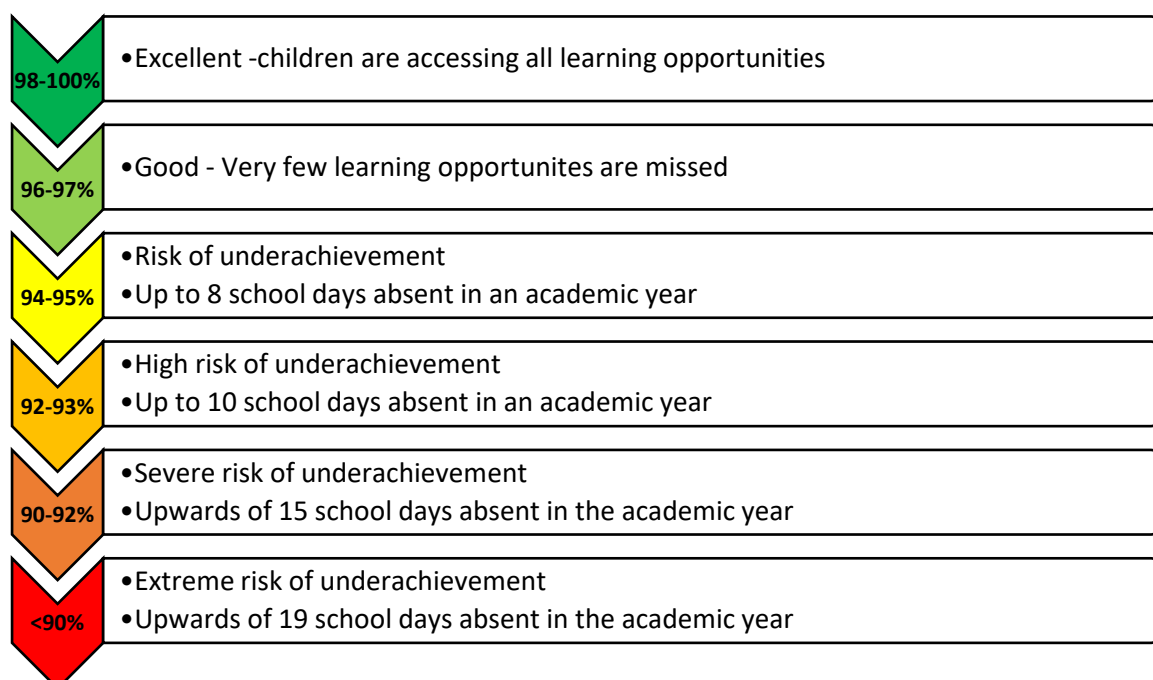 98-100%
•Excellent -children are accessing all learning opportunities
96-97%
•Good - Very few learning opportunites are missed
94-95%
•Risk of underachievement
•Up to 8 school days absent in an academic year
92-93%
•High risk of underachievement
•Up to 10 school days absent in an academic year
90-92%
•Severe risk of underachievement
•Upwards of 15 school days absent in the academic year
<90%
•Extreme risk of underachievement
•Upwards of 19 school days absent in the academic year